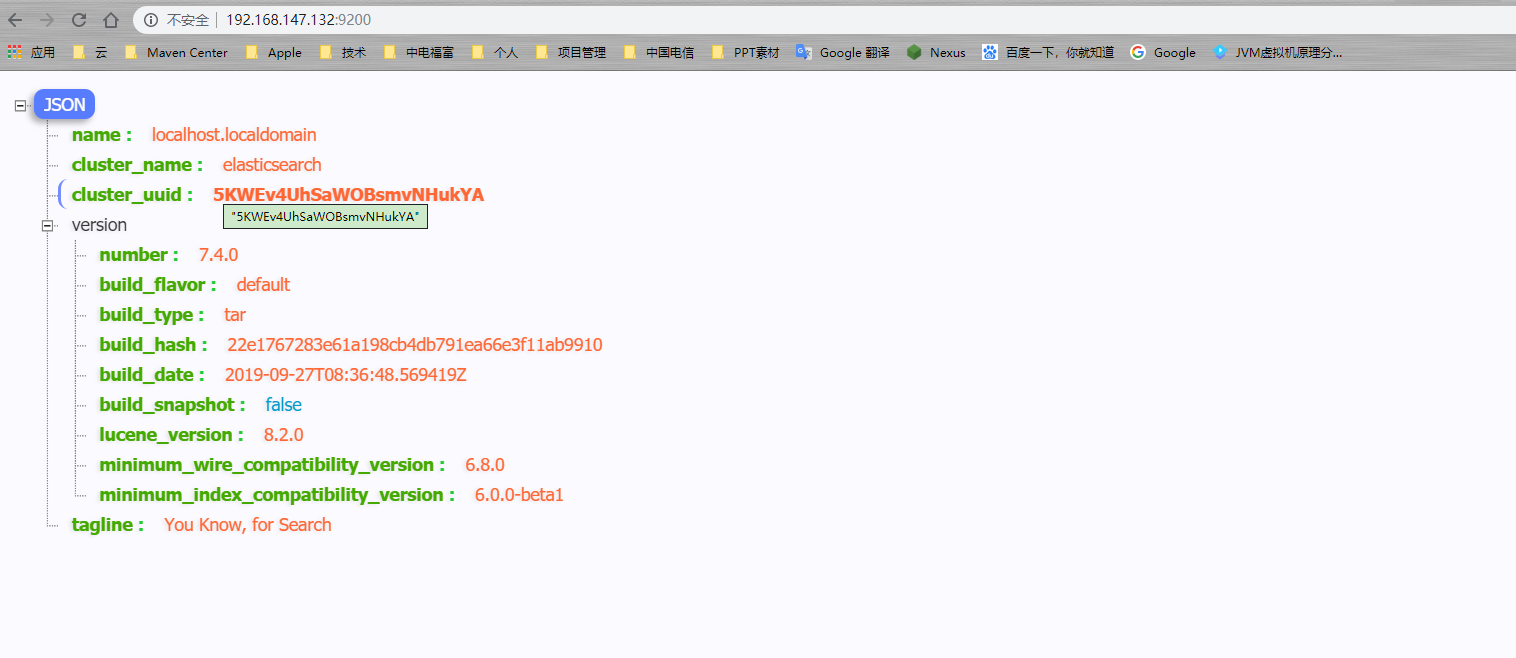 不安全 192.168.147.132:9200
应用 云 Maven Center Apple 技术 中电福富 个人 项目管理 中国电信 PPT素材 Google 翻译 Nexus 百度一下，你就知道 Google JVM虚拟机原理分...
JSON
name : localhost.localdomain
cluster_name : elasticsearch
cluster_uuid : 5KWEv4UhSaWOBsmvNHukYA
"5KWEv4UhSaWOBsmvNHukYA"
version
number : 7.4.0
build_flavor : default
build_type : tar
build_hash : 22e1767283e61a198cb4db791ea66e3f11ab9910
build_date : 2019-09-27T08:36:48.569419Z
build_snapshot : false
lucene_version : 8.2.0
minimum_wire_compatibility_version : 6.8.0
minimum_index_compatibility_version : 6.0.0-beta1
tagline : You Know, for Search